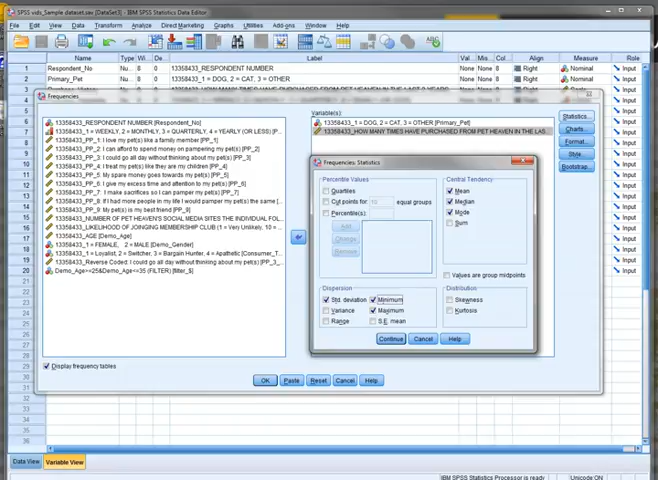 SPSS vids_Sample dataset.sav [DataSet3] - IBM SPSS Statistics Data Editor
File Edit View Data Transform Analyze Direct Marketing Graphs Utilities Add-ons Window Help
Name Type Wi... De... Label Val... Mis... Col... Align Measure Role
1 Respondent_No Nu... 8 0 13358433_RESPONDENT NUMBER None None 8 Right Nominal Input
2 Primary_Pet Nu... 8 0 13358433_1 = DOG, 2 = CAT, 3 = OTHER None None 8 Right Nominal Input
Frequencies
Variable(s):
13358433_RESPONDENT NUMBER [Respondent_No]
13358433_1 = WEEKLY, 2 = MONTHLY, 3 = QUARTERLY, 4 = YEARLY (OR LESS) [P...
13358433_PP_1: I love my pet(s) like a family member [PP_1]
13358433_PP_2: I can afford to spend money on pampering my pet(s) [PP_2]
13358433_PP_3: I could go all day without thinking about my pet(s) [PP_3]
13358433_PP_4: I treat my pet(s) like they are my children [PP_4]
13358433_PP_5: My spare money goes towards my pet(s) [PP_5]
13358433_PP_6: I give my excess time and attention to my pet(s) [PP_6]
13358433_PP_7: I make sacrifices so I can pamper my pet(s) [PP_7]
13358433_PP_8: If I had more people in my life I would pamper my pet(s) the same [...
13358433_PP_9: My pet(s) is my best friend [PP_9]
13358433_NUMBER OF PET HEAVEN'S SOCIAL MEDIA SITES THE INDIVIDUAL FOL...
13358433_LIKELIHOOD OF JOINGING MEMBERSHIP CLUB (1 = Very Unlikely, 10 = ...
13358433_AGE [Demo_Age]
13358433_1 = FEMALE, 2 = MALE [Demo_Gender]
13358433_1 = Loyalist, 2 = Switcher, 3 = Bargain Hunter, 4 = Apathetic [Consumer_T...
13358433_Reverse Coded: I could go all day without thinking about my pet(s) [PP_3...
Demo_Age>=25&Demo_Age<=35 (FILTER) [filter_$]
13358433_1 = DOG, 2 = CAT, 3 = OTHER [Primary_Pet]
13358433_HOW MANY TIMES HAVE PURCHASED FROM PET HEAVEN IN THE LAS...
Statistics...
Charts...
Format...
Style...
Bootstrap...
Frequencies: Statistics
Percentile Values
Quartiles
Cut points for: 10 equal groups
Percentile(s):
Add
Change
Remove
Central Tendency
Mean
Median
Mode
Sum
Values are group midpoints
Dispersion
Std. deviation Minimum
Variance Maximum
Range S.E. mean
Distribution
Skewness
Kurtosis
Continue Cancel Help
Display frequency tables
OK Paste Reset Cancel Help
Data View Variable View
IBM SPSS Statistics Processor is ready Unicode:ON